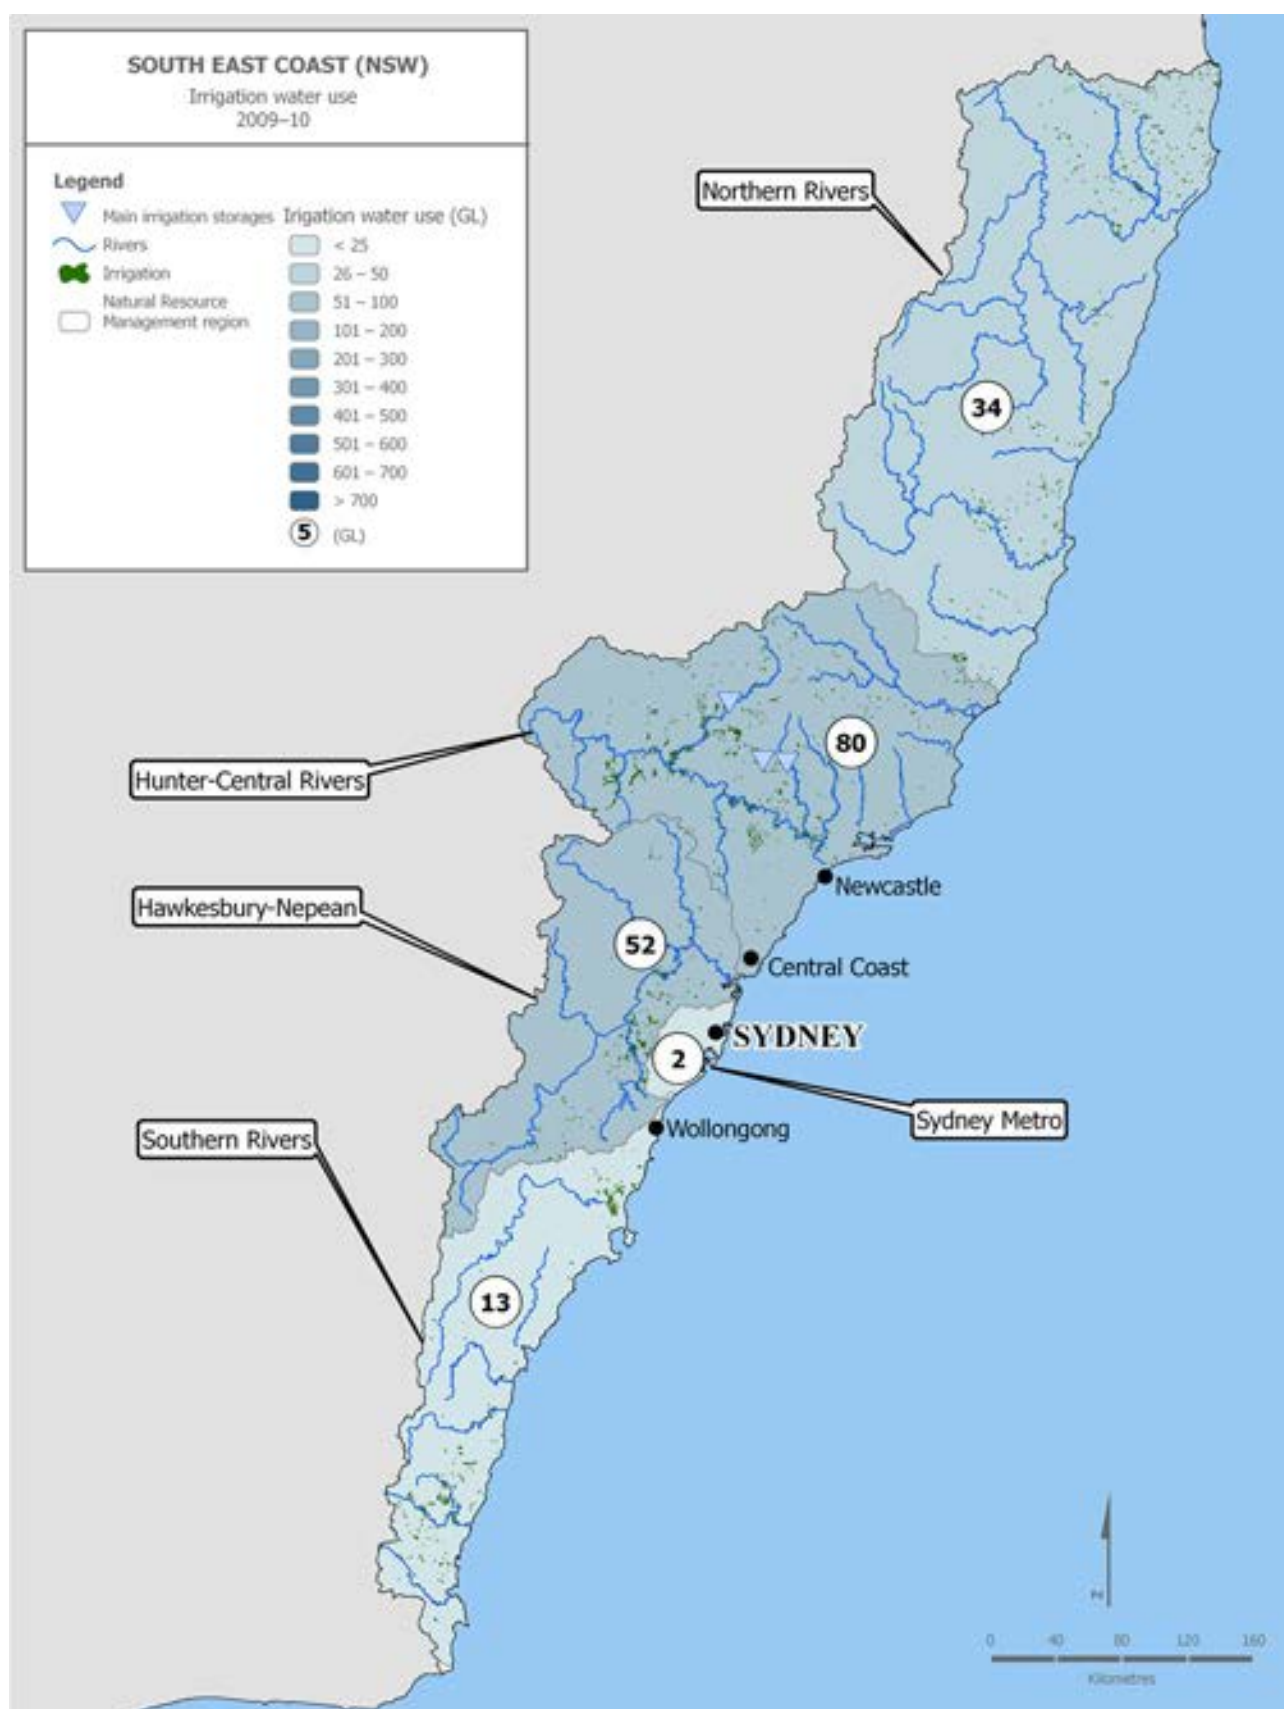 SOUTH EAST COAST (NSW)
Irrigation water use
2009–10
Legend
Main irrigation storages
Rivers
Irrigation
Natural Resource
Management region
Irrigation water use (GL)
< 25
26 – 50
51 – 100
101 – 200
201 – 300
301 – 400
401 – 500
501 – 600
601 – 700
> 700
5 (GL)
Northern Rivers
34
80
Hunter-Central Rivers
Newcastle
Hawkesbury-Nepean
52
Central Coast
SYDNEY
2
Sydney Metro
Wollongong
Southern Rivers
13
Z
0 40 80 120 160
Kilometres